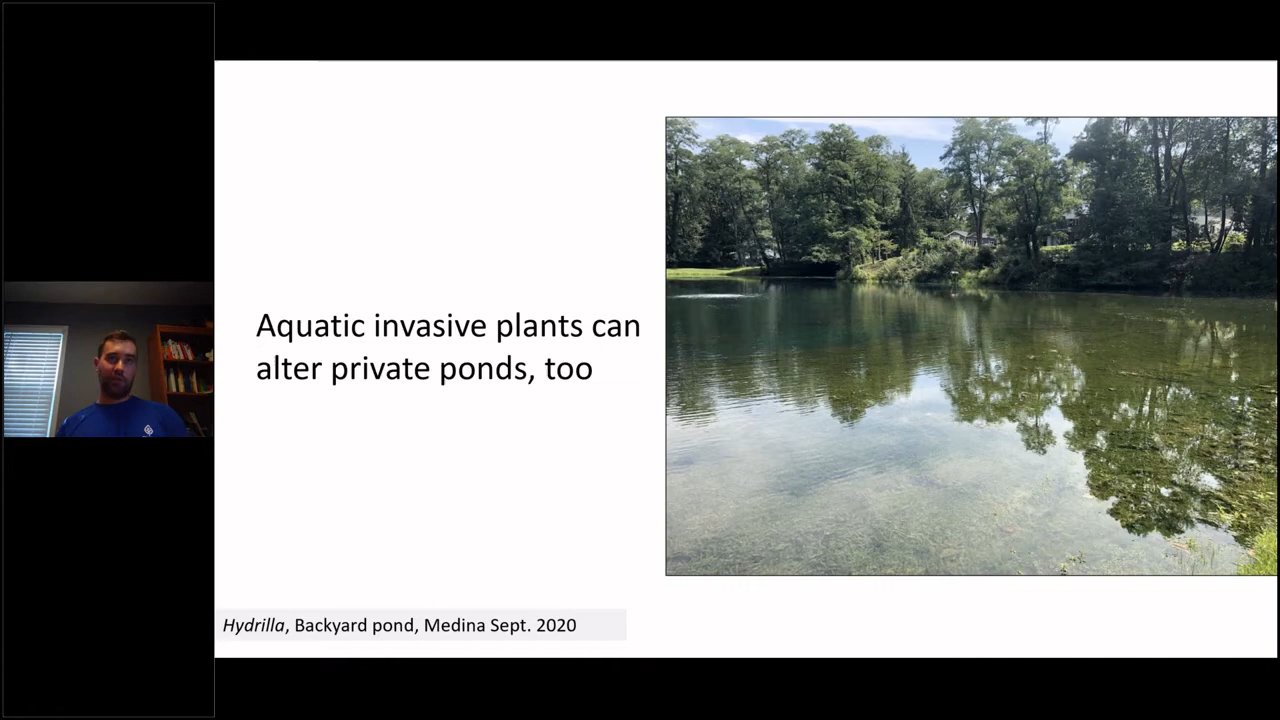 Aquatic invasive plants can
alter private ponds, too
Hydrilla, Backyard pond, Medina Sept. 2020